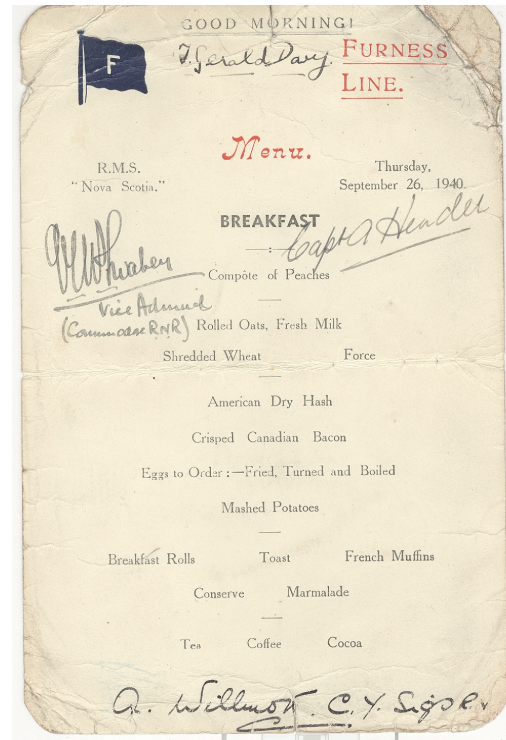 GOOD MORNING!
F
T. Gerald Davy.
FURNESS
LINE.
Menu.
R.M.S.
"Nova Scotia."
Thursday,
September 26, 1940.
BREAKFAST
Capt A Hender
Compôte of Peaches
Vice Admiral
(Commodore RNR)
Rolled Oats, Fresh Milk
Shredded Wheat Force
American Dry Hash
Crisped Canadian Bacon
Eggs to Order:—Fried, Turned and Boiled
Mashed Potatoes
Breakfast Rolls Toast French Muffins
Conserve Marmalade
Tea Coffee Cocoa
A. Willmott. C.Y. Sigs